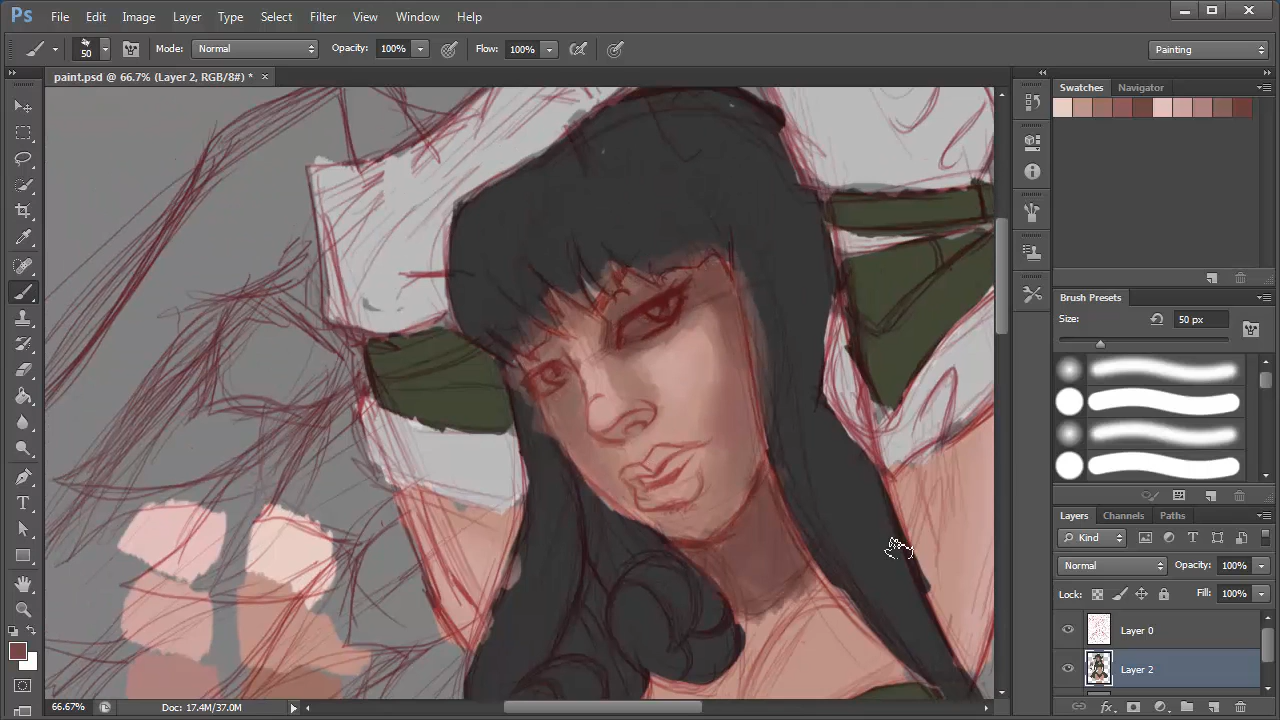 Ps File Edit Image Layer Type Select Filter View Window Help
50 Mode: Normal Opacity: 100% Flow: 100% Painting
paint.psd @ 66.7% (Layer 2, RGB/8#) * ×
Swatches Navigator
Brush Presets
Size: 50 px
Layers Channels Paths
Kind
Normal Opacity: 100%
Lock: Fill: 100%
Layer 0
Layer 2
66.67% Doc: 17.4M/37.0M